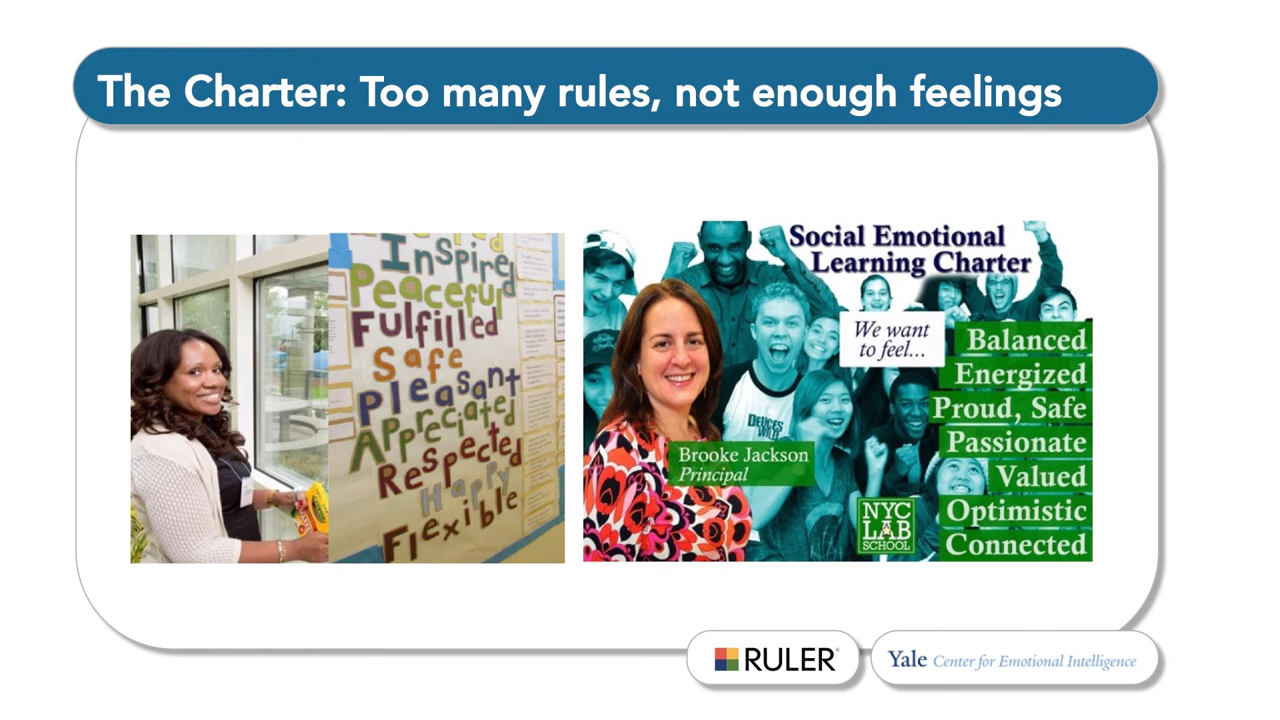 The Charter: Too many rules, not enough feelings
Inspired
Peaceful
Fulfilled
Safe
Pleasant
Appreciated
Respected
Happy
Flexible
Social Emotional
Learning Charter
We want
to feel...
Balanced
Energized
Proud, Safe
Passionate
Valued
Optimistic
Connected
Brooke Jackson
Principal
DEUCES
WILD
NYC
LAB
SCHOOL
RULER
Yale Center for Emotional Intelligence